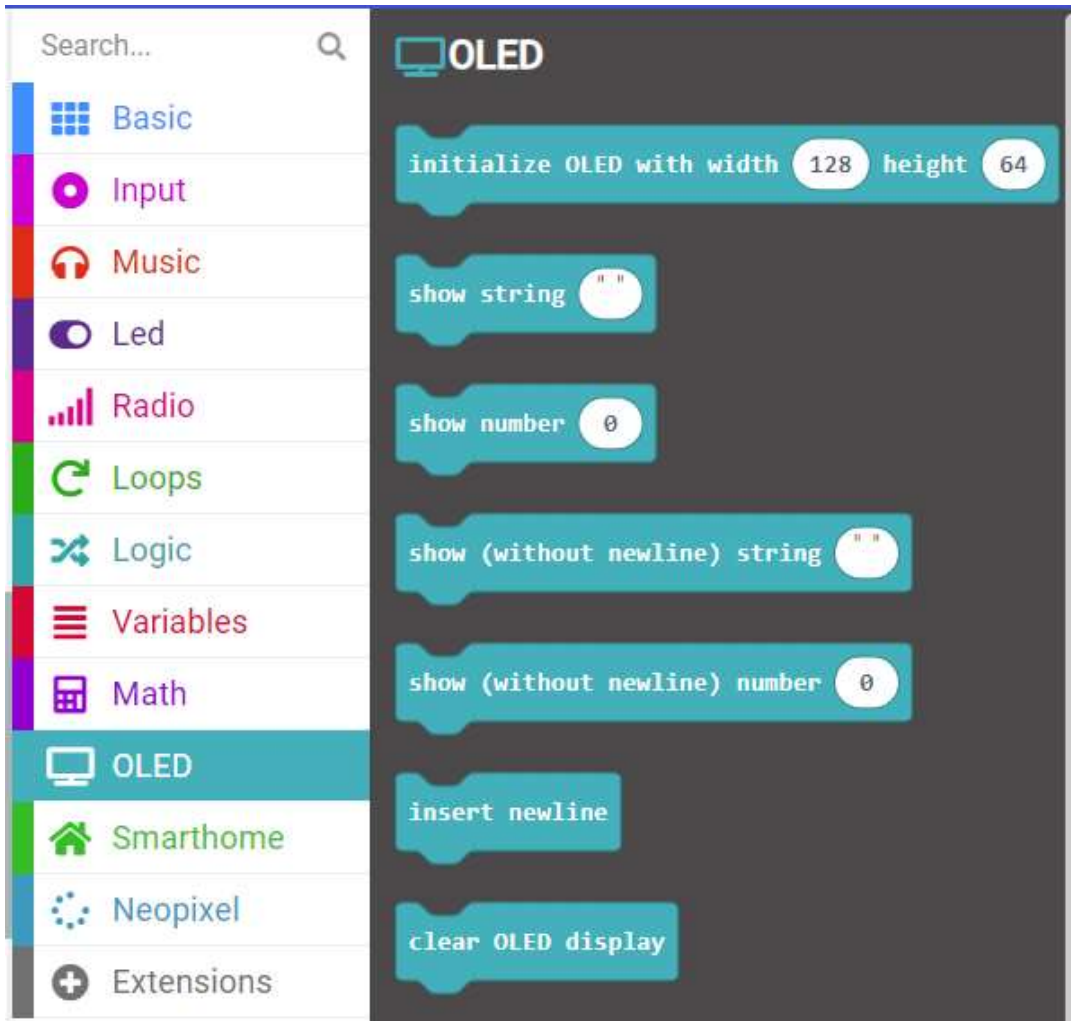 Search...
Basic
Input
Music
Led
Radio
Loops
Logic
Variables
Math
OLED
Smarthome
Neopixel
Extensions
OLED
initialize OLED with width 128 height 64
show string " "
show number 0
show (without newline) string " "
show (without newline) number 0
insert newline
clear OLED display